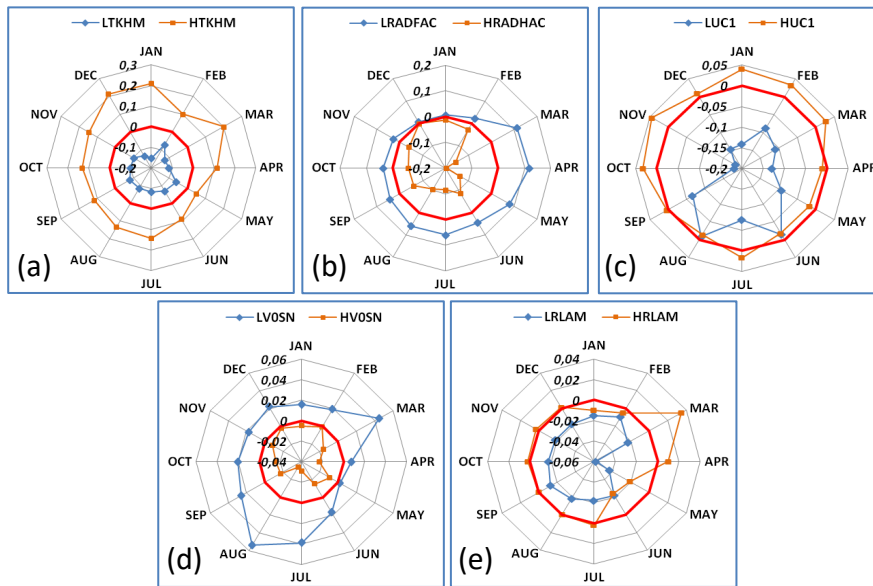 LTKHM HTKHM
JAN
FEB
MAR
APR
MAY
JUN
JUL
AUG
SEP
OCT
NOV
DEC
0,3
0,2
0,1
0
-0,1
-0,2
(a)
LRADFAC HRADHAC
JAN
FEB
MAR
APR
MAY
JUN
JUL
AUG
SEP
OCT
NOV
DEC
0,2
0,1
0
-0,1
-0,2
(b)
LUC1 HUC1
JAN
FEB
MAR
APR
MAY
JUN
JUL
AUG
SEP
OCT
NOV
DEC
0,05
0
-0,05
-0,1
-0,15
-0,2
(c)
LV0SN HV0SN
JAN
FEB
MAR
APR
MAY
JUN
JUL
AUG
SEP
OCT
NOV
DEC
0,06
0,04
0,02
0
-0,02
-0,04
(d)
LRLAM HRLAM
JAN
FEB
MAR
APR
MAY
JUN
JUL
AUG
SEP
OCT
NOV
DEC
0,04
0,02
0
-0,02
-0,04
-0,06
(e)